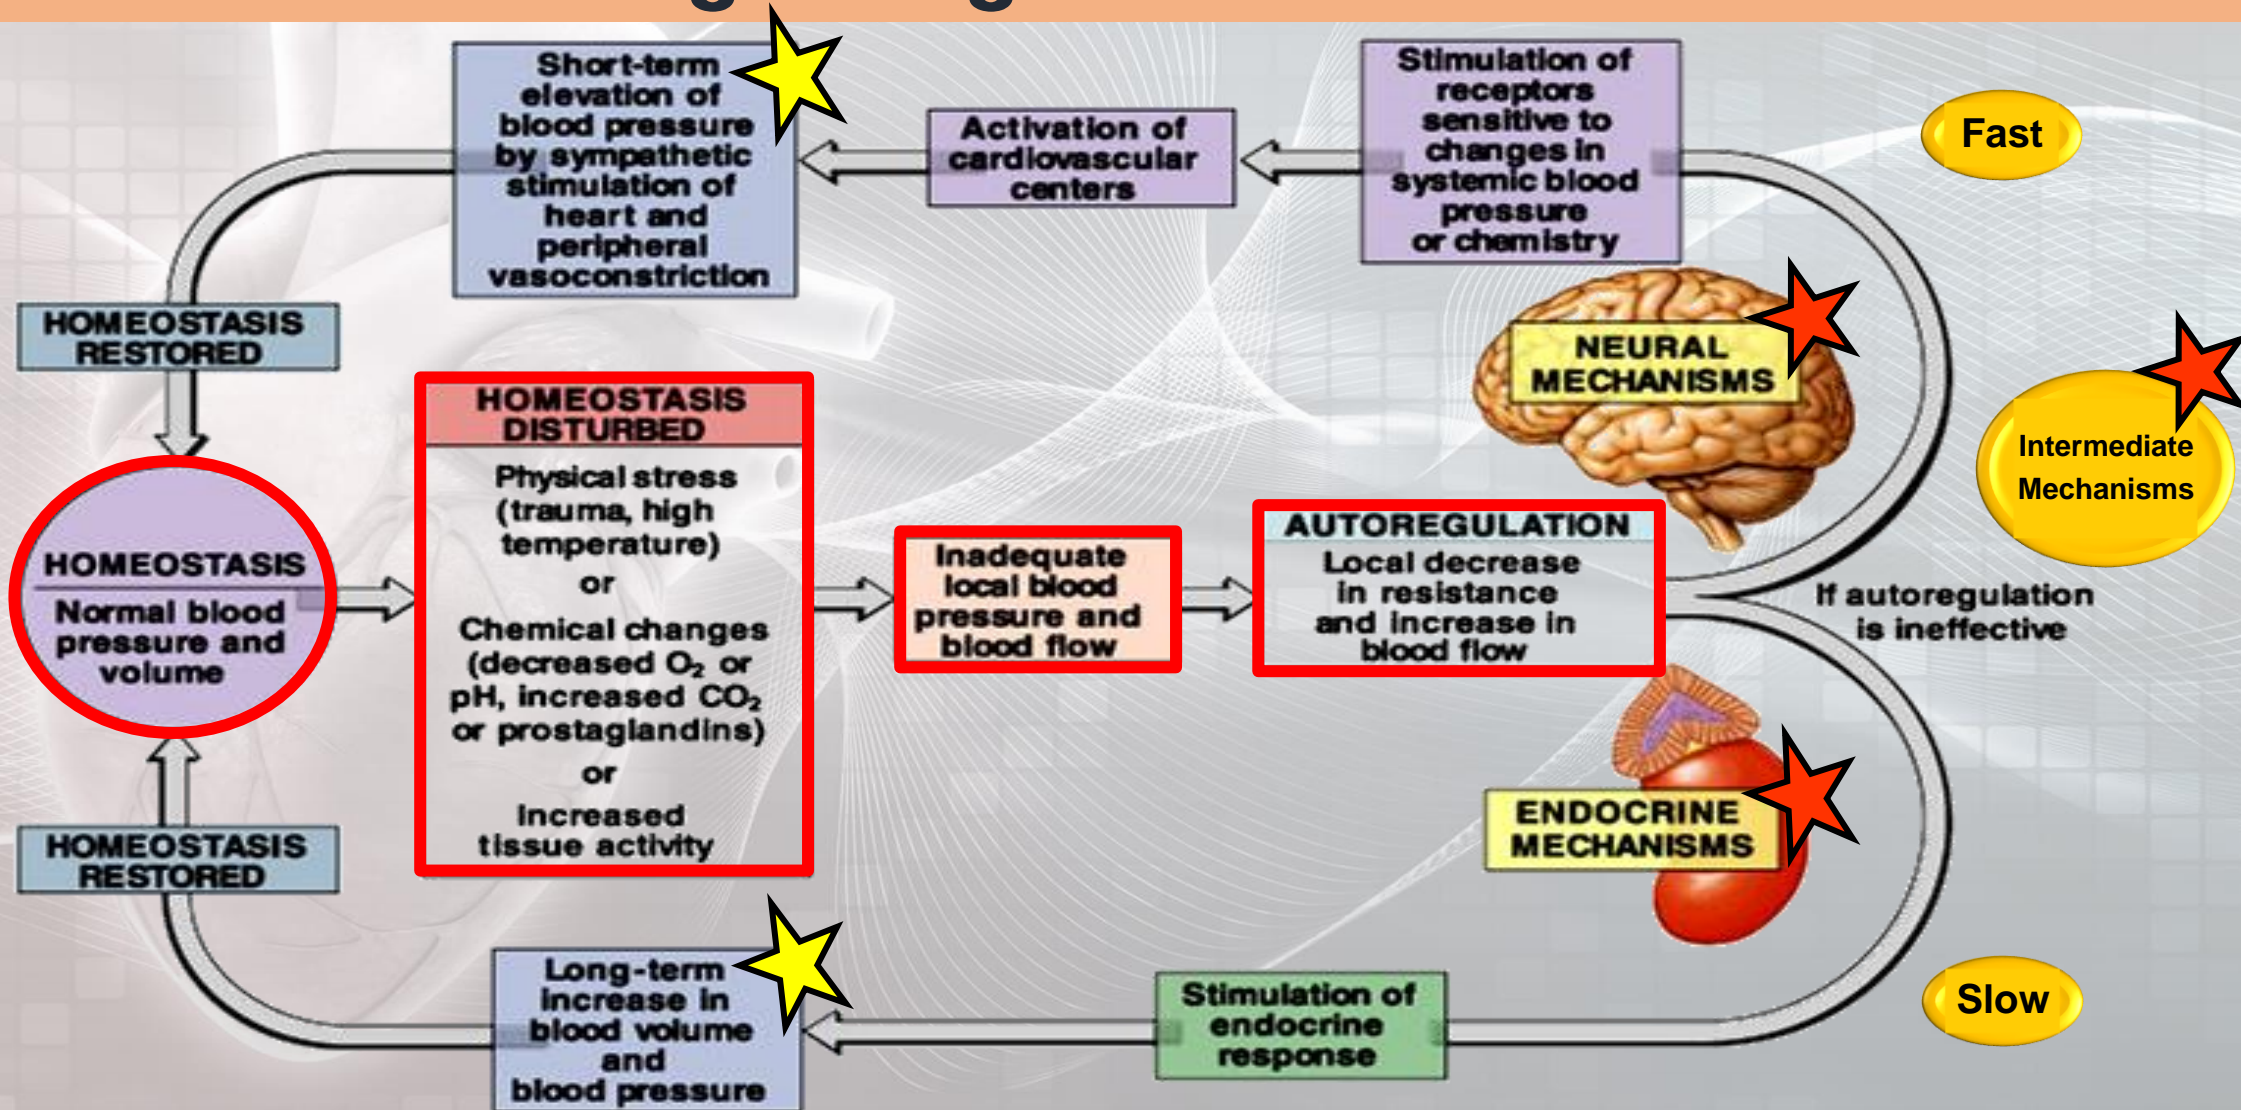 Short-term
elevation of
blood pressure
by sympathetic
stimulation of
heart and
peripheral
vasoconstriction
Activation of
cardiovascular
centers
Stimulation of
receptors
sensitive to
changes in
systemic blood
pressure
or chemistry
Fast
HOMEOSTASIS
RESTORED
NEURAL
MECHANISMS
Intermediate
Mechanisms
HOMEOSTASIS
Normal blood
pressure and
volume
HOMEOSTASIS
DISTURBED
Physical stress
(trauma, high
temperature)
or
Chemical changes
(decreased O₂ or
pH, increased CO₂
or prostaglandins)
or
Increased
tissue activity
Inadequate
local blood
pressure and
blood flow
AUTOREGULATION
Local decrease
in resistance
and increase in
blood flow
If autoregulation
is ineffective
ENDOCRINE
MECHANISMS
HOMEOSTASIS
RESTORED
Long-term
increase in
blood volume
and
blood pressure
Stimulation of
endocrine
response
Slow